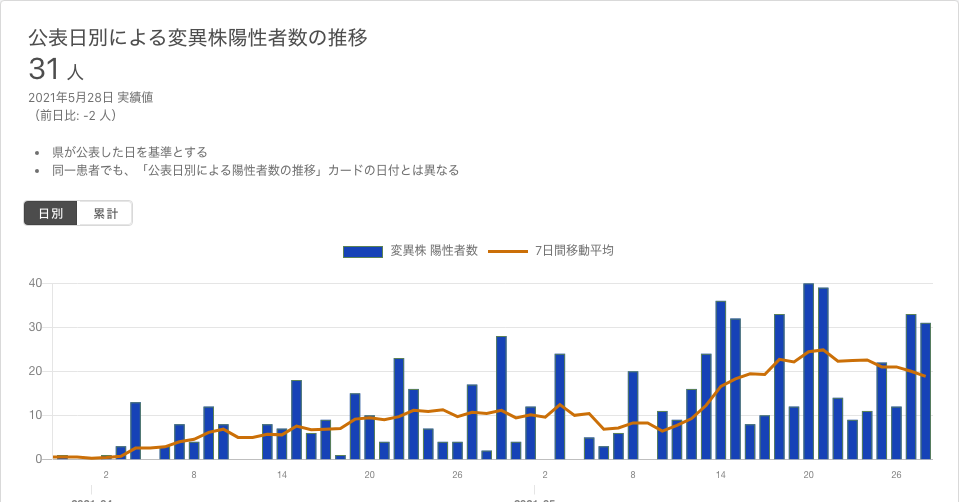 公表日別による変異株陽性者数の推移
31 人
2021年5月28日 実績値
（前日比: -2 人）
• 県が公表した日を基準とする
• 同一患者でも、「公表日別による陽性者数の推移」カードの日付とは異なる
日別 累計
変異株 陽性者数 7日間移動平均
40
30
20
10
0
2 8 14 20 26 2 8 14 20 26